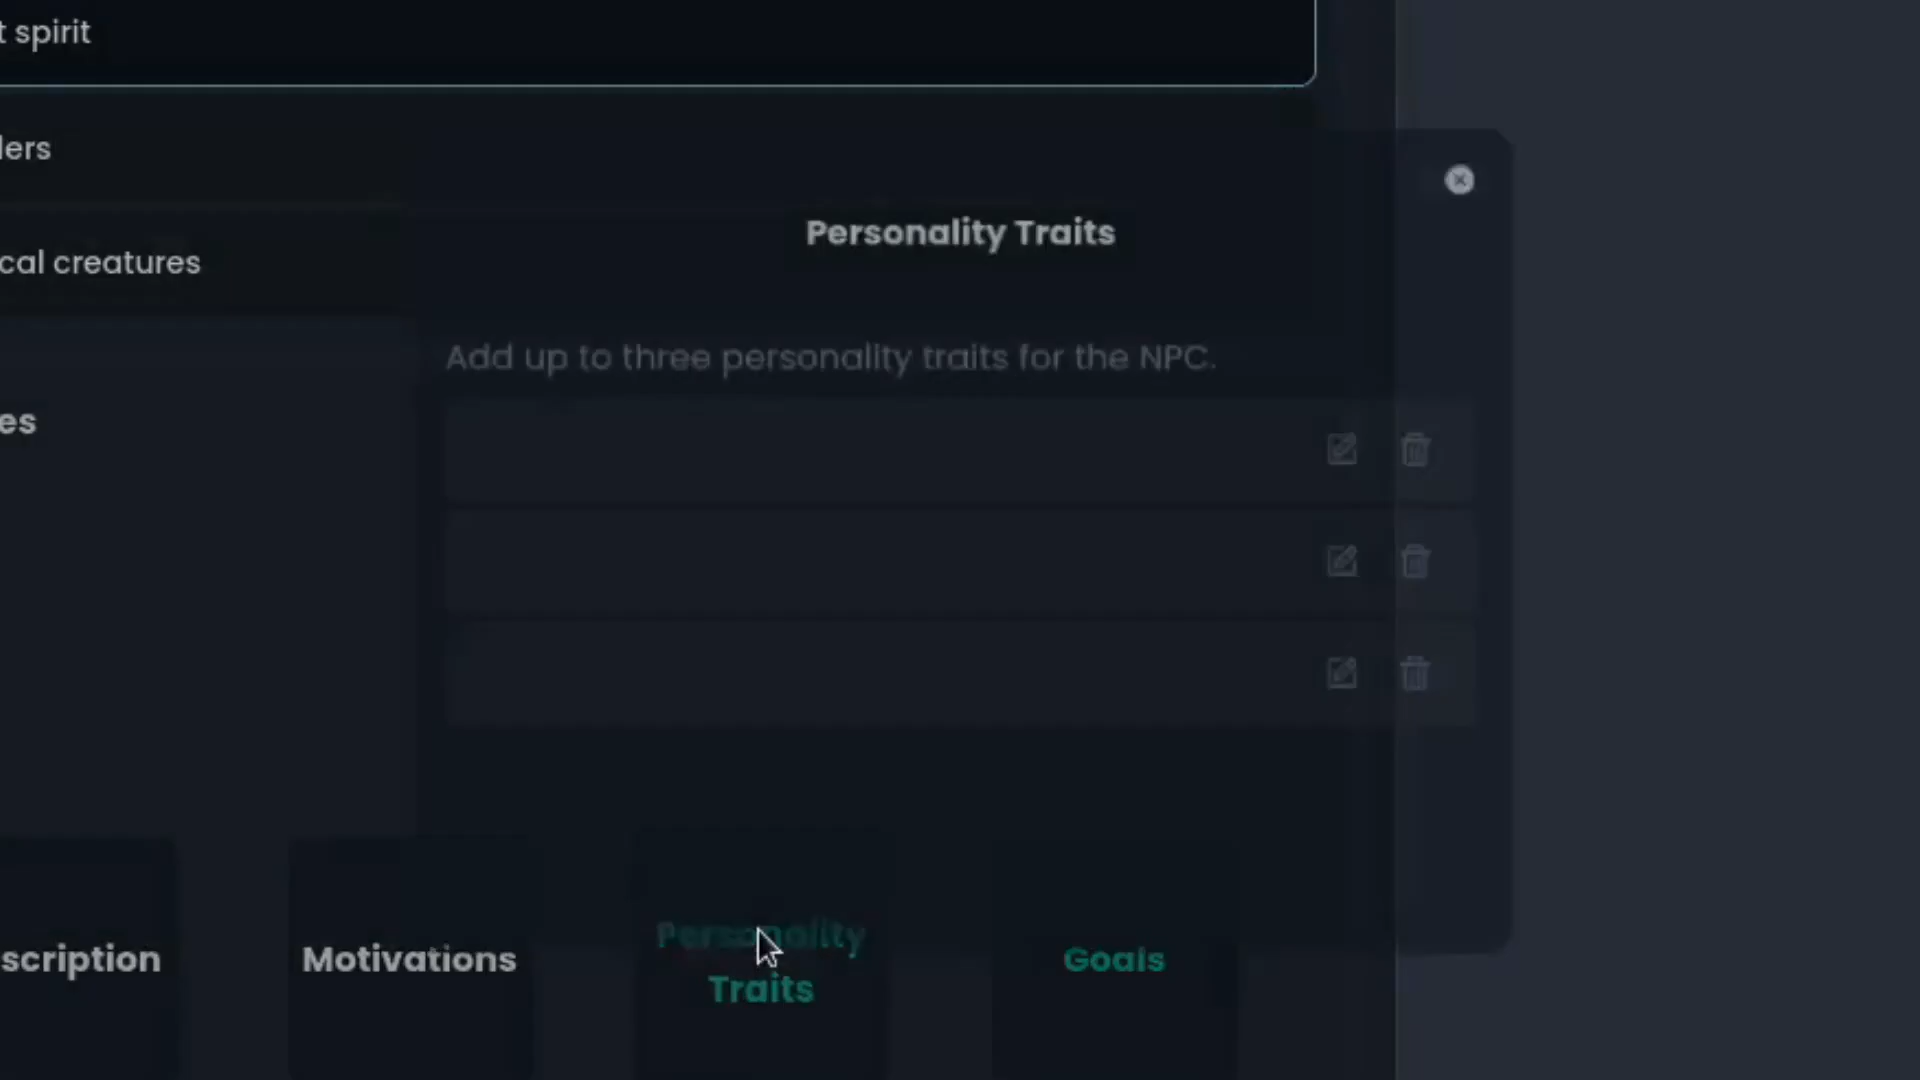 t spirit
lers
cal creatures
Personality Traits
Add up to three personality traits for the NPC.
es
scription
Motivations
Personality
Traits
Goals